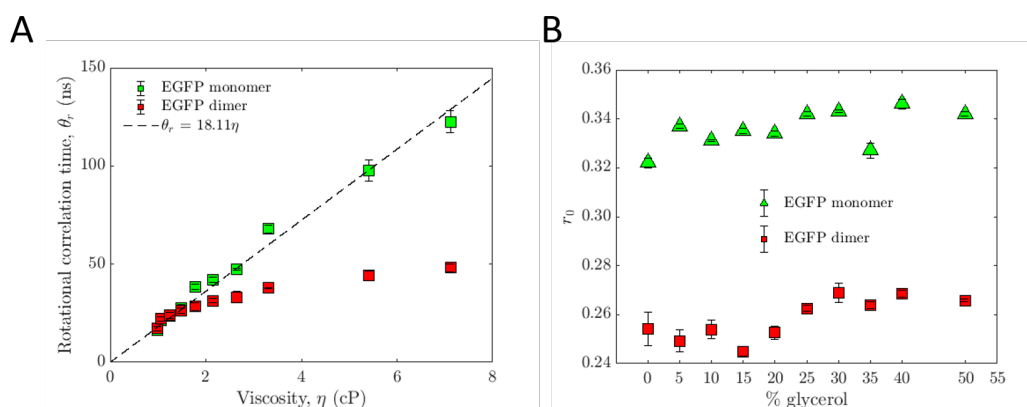 A
Rotational correlation time, θr (ns)
150
100
50
0
EGFP monomer
EGFP dimer
θr = 18.11η
0 2 4 6 8
Viscosity, η (cP)
B
r0
0.36
0.34
0.32
0.30
0.28
0.26
0.24
EGFP monomer
EGFP dimer
0 5 10 15 20 25 30 35 40 50 55
% glycerol